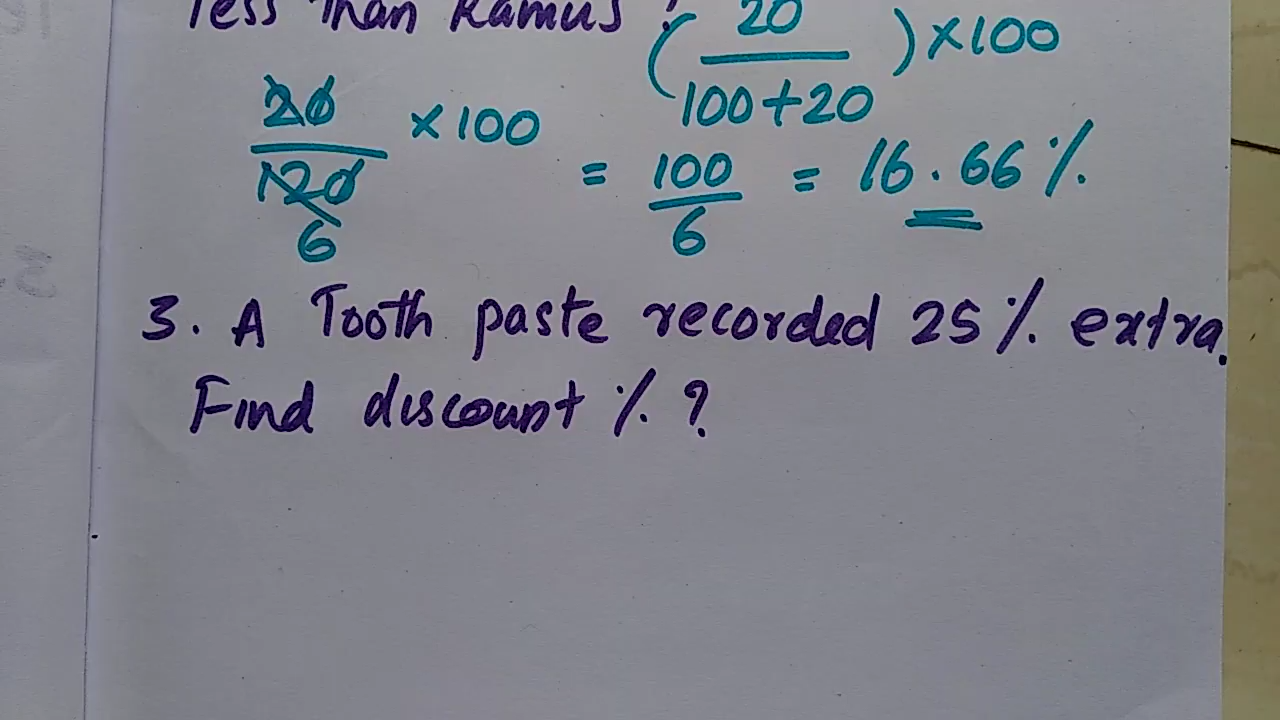 less than Ramus ?
(20/100+20)×100
20/120 6 ×100 = 100/6 = 16.66%
3. A Tooth paste recorded 25% extra.
Find discount %?